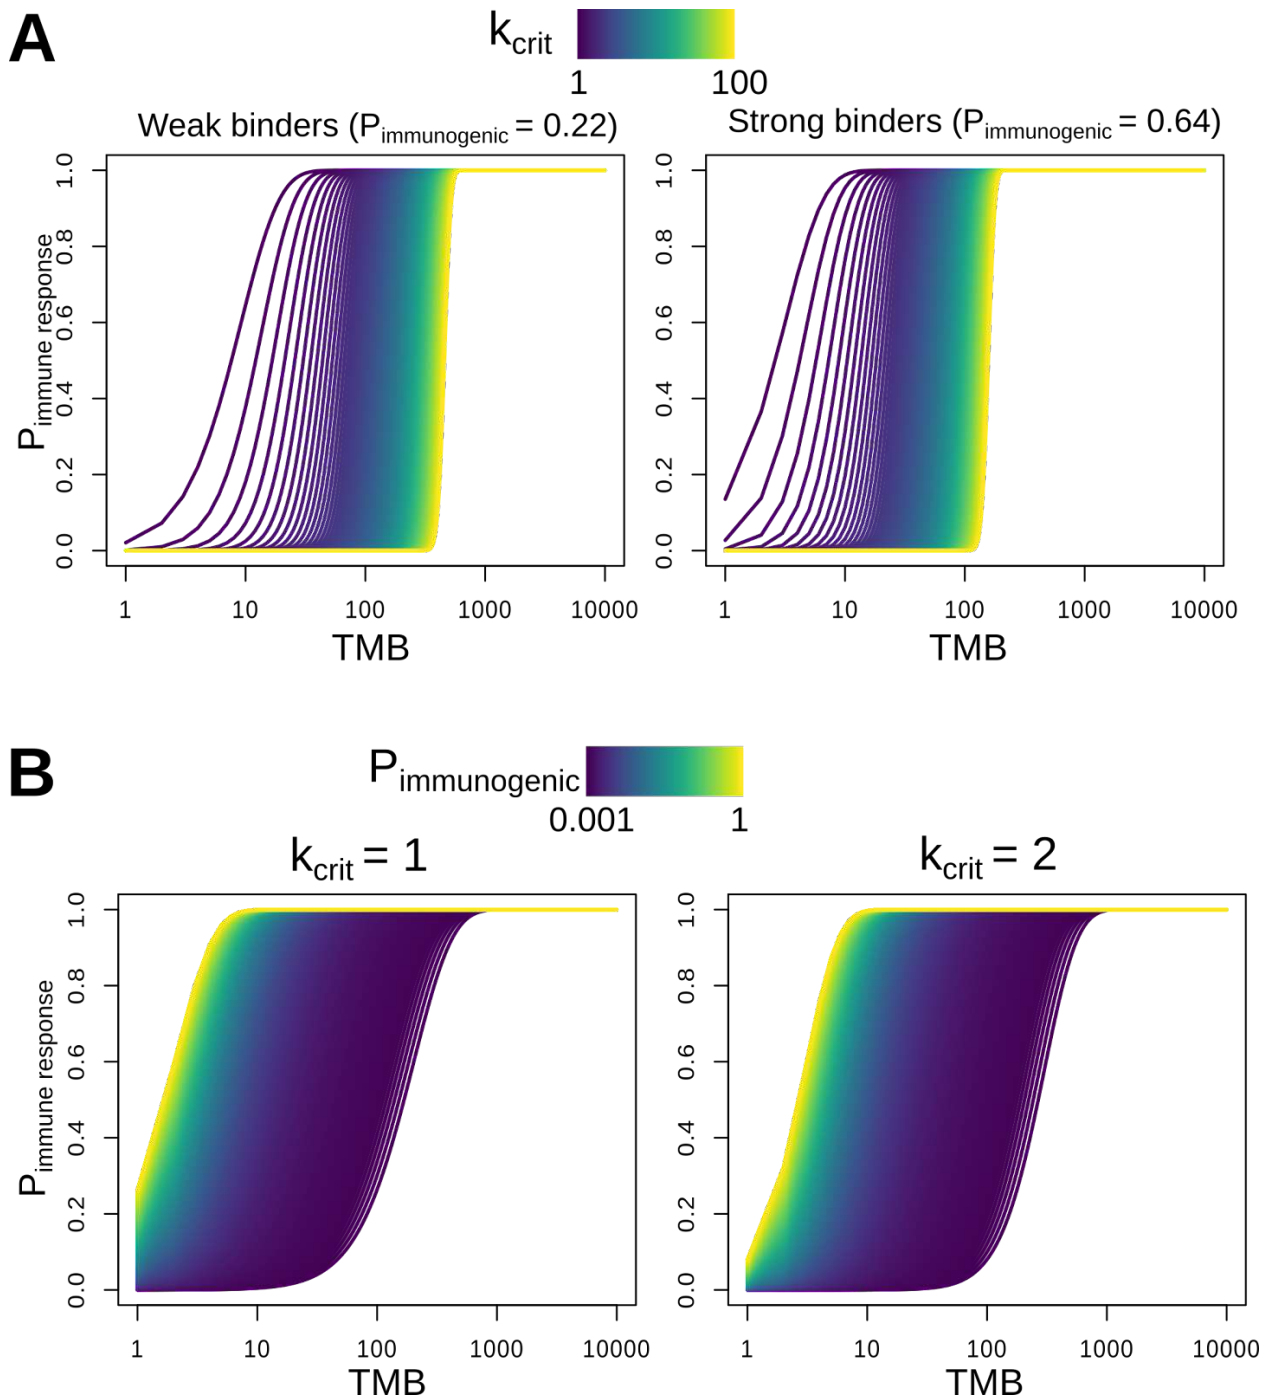 A
kcrit
1 100
Weak binders (Pimmunogenic = 0.22)
Strong binders (Pimmunogenic = 0.64)
Pimmune response
1.0
0.8
0.6
0.4
0.2
0.0
1 10 100 1000 10000
TMB
1.0
0.8
0.6
0.4
0.2
0.0
1 10 100 1000 10000
TMB
B
Pimmunogenic
0.001 1
kcrit = 1
kcrit = 2
Pimmune response
1.0
0.8
0.6
0.4
0.2
0.0
1 10 100 1000 10000
TMB
1.0
0.8
0.6
0.4
0.2
0.0
1 10 100 1000 10000
TMB